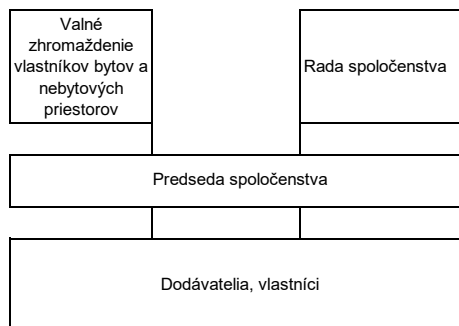 Valné
zhromaždenie
vlastníkov bytov a
nebytových
priestorov
Rada spoločenstva
Predseda spoločenstva
Dodávatelia, vlastníci